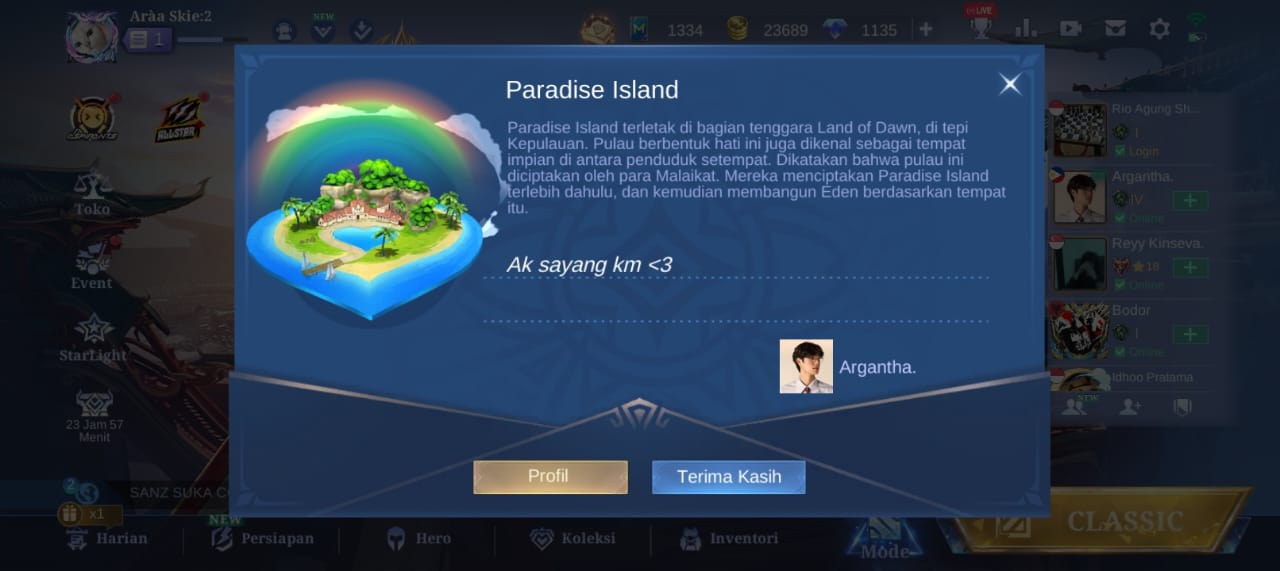 Aràa Skie:2
1
NEW
1334
23689
1135
LIVE
Paradise Island
Paradise Island terletak di bagian tenggara Land of Dawn, di tepi
Kepulauan. Pulau berbentuk hati ini juga dikenal sebagai tempat
impian di antara penduduk setempat. Dikatakan bahwa pulau ini
diciptakan oleh para Malaikat. Mereka menciptakan Paradise Island
terlebih dahulu, dan kemudian membangun Eden berdasarkan tempat
itu.
Ak sayang km <3
Argantha.
Profil
Terima Kasih
ALLSTAR
Toko
Event
StarLight
23 Jam 57
Menit
2
x1
SANZ SUKA
Rio Agung Sh...
I
Login
Argantha.
IV
Online
Reyy Kinseva.
18
Online
Bodor
I
Online
Idhoo Pratama
NEW
CLASSIC
Mode
Harian
NEW
Persiapan
Hero
Koleksi
Inventori